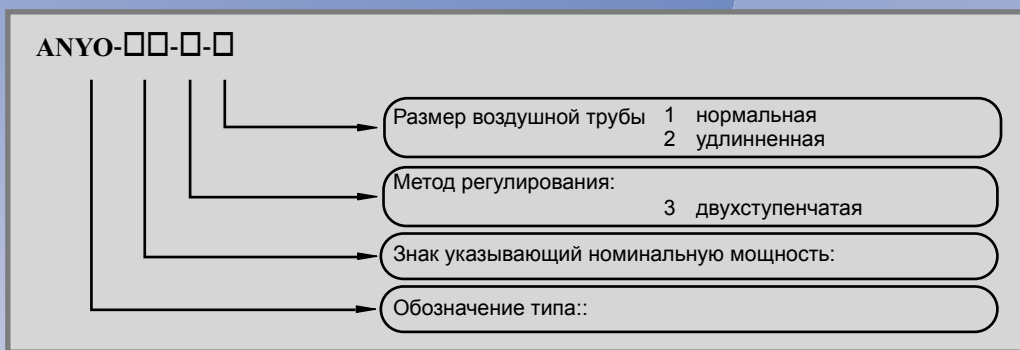 ANYO-□□-□-□
Размер воздушной трубы 1 нормальная
2 удлинненная
Метод регулирования:
3 двухступенчатая
Знак указывающий номинальную мощность:
Обозначение типа::